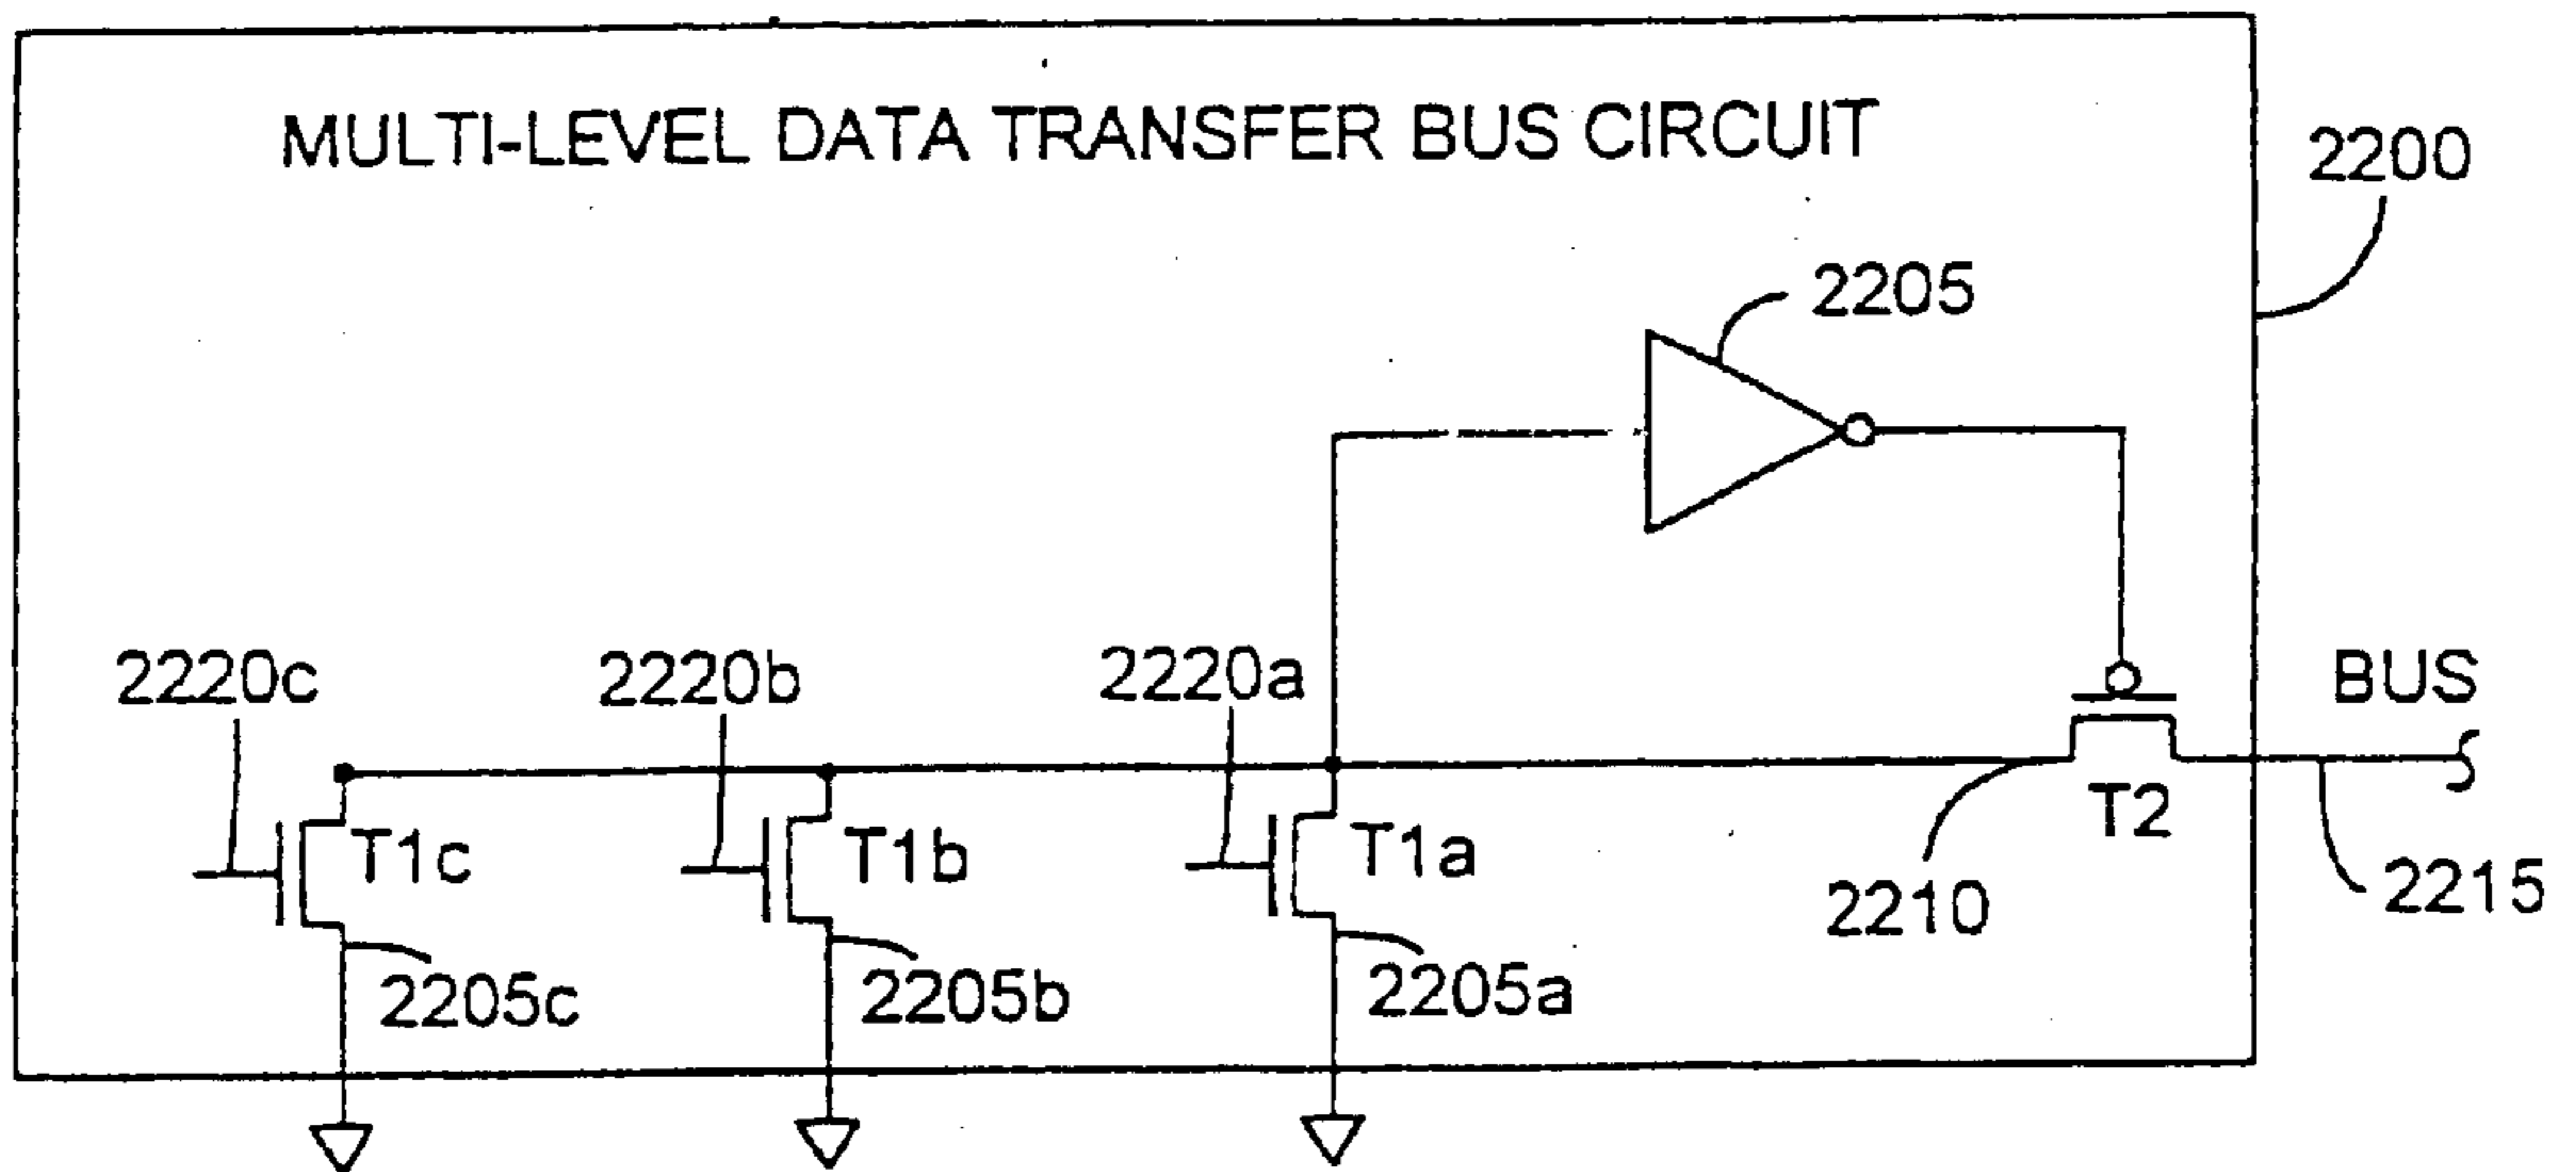 MULTI-LEVEL DATA TRANSFER BUS CIRCUIT
2200
2205
2220c
2220b
2220a
BUS
T1c
T1b
T1a
T2
2210
2215
2205c
2205b
2205a